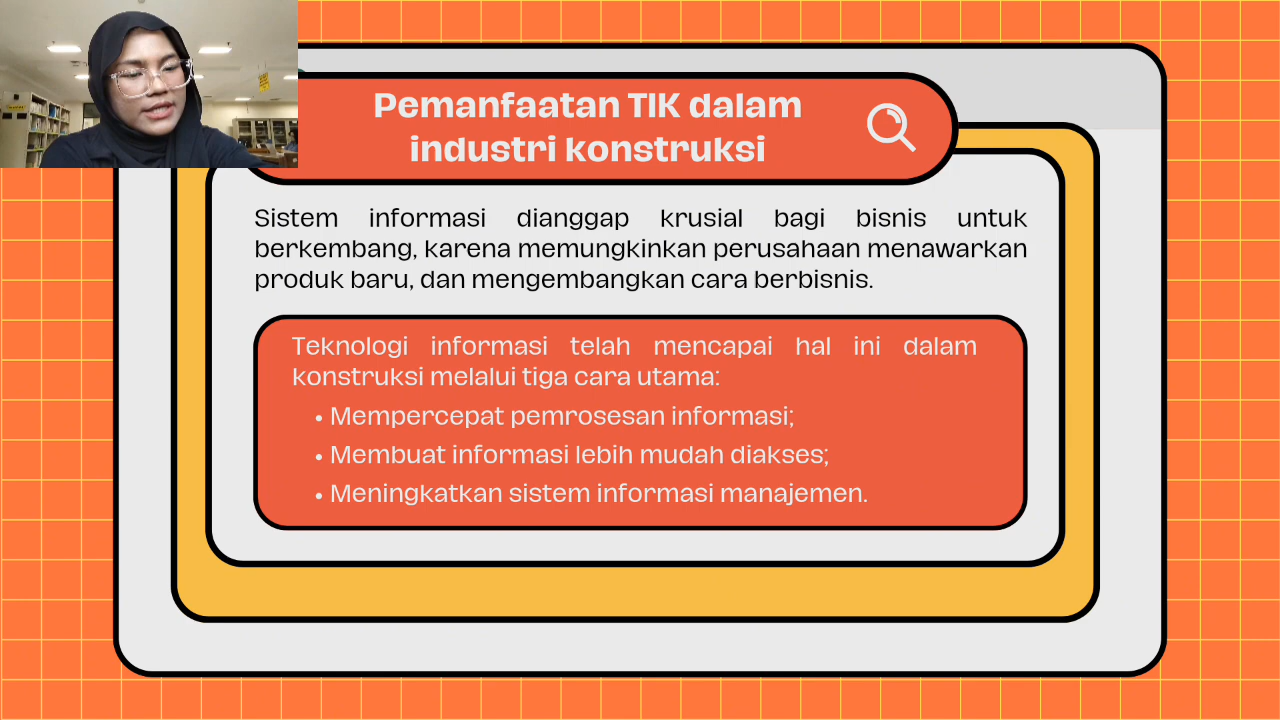 Pemanfaatan TIK dalam
industri konstruksi
Sistem informasi dianggap krusial bagi bisnis untuk
berkembang, karena memungkinkan perusahaan menawarkan
produk baru, dan mengembangkan cara berbisnis.
Teknologi informasi telah mencapai hal ini dalam
konstruksi melalui tiga cara utama:
• Mempercepat pemrosesan informasi;
• Membuat informasi lebih mudah diakses;
• Meningkatkan sistem informasi manajemen.